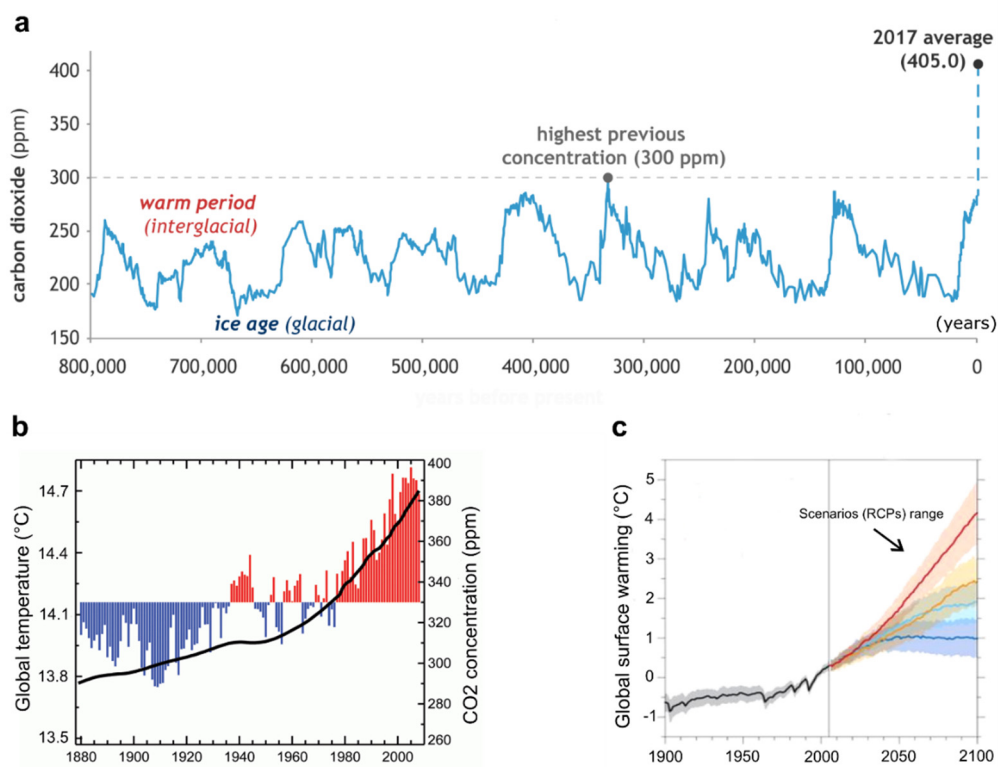 a
2017 average
(405.0)
400
350
300
250
200
150
carbon dioxide (ppm)
highest previous
concentration (300 ppm)
warm period
(interglacial)
ice age (glacial)
(years)
800,000 700,000 600,000 500,000 400,000 300,000 200,000 100,000 0
years before present
b
14.7
14.4
14.1
13.8
13.5
Global temperature (°C)
400
380
360
340
320
300
280
260
CO2 concentration (ppm)
1880 1900 1920 1940 1960 1980 2000
c
5
4
3
2
1
0
-1
Global surface warming (°C)
Scenarios (RCPs) range
1900 1950 2000 2050 2100